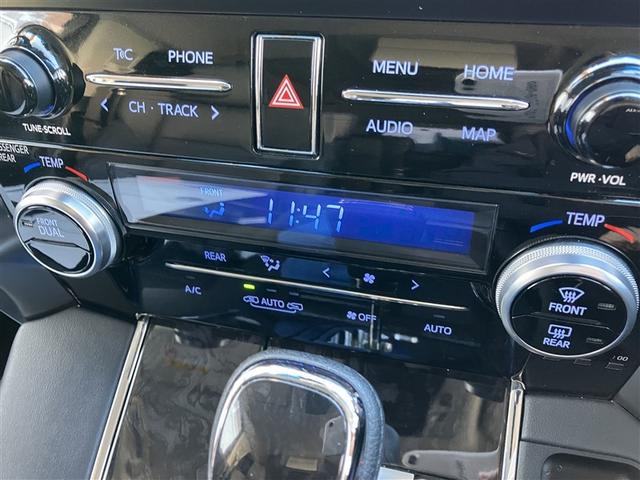 T C PHONE
CH · TRACK
TUNE·SCROLL
MENU HOME
AUDIO MAP
PWR·VOL
PASSENGER
REAR
TEMP
FRONT
DUAL
FRONT
11:47
TEMP
FRONT
REAR
REAR
A/C AUTO OFF AUTO